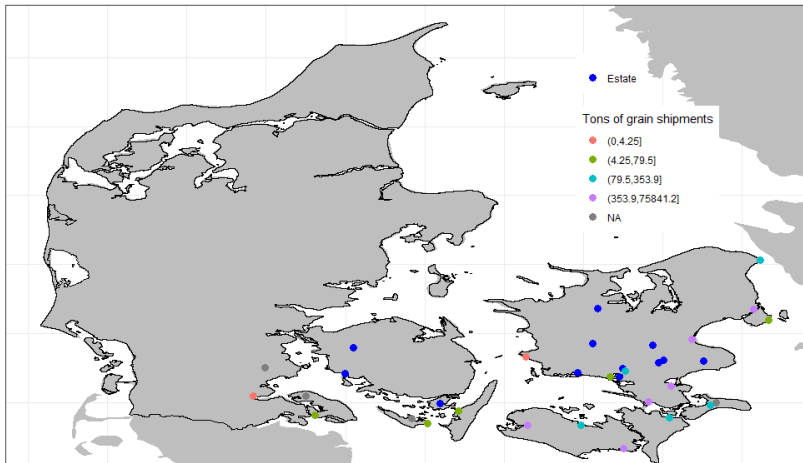 Estate
Tons of grain shipments
(0,4.25]
(4.25,79.5]
(79.5,353.9]
(353.9,75841.2]
NA